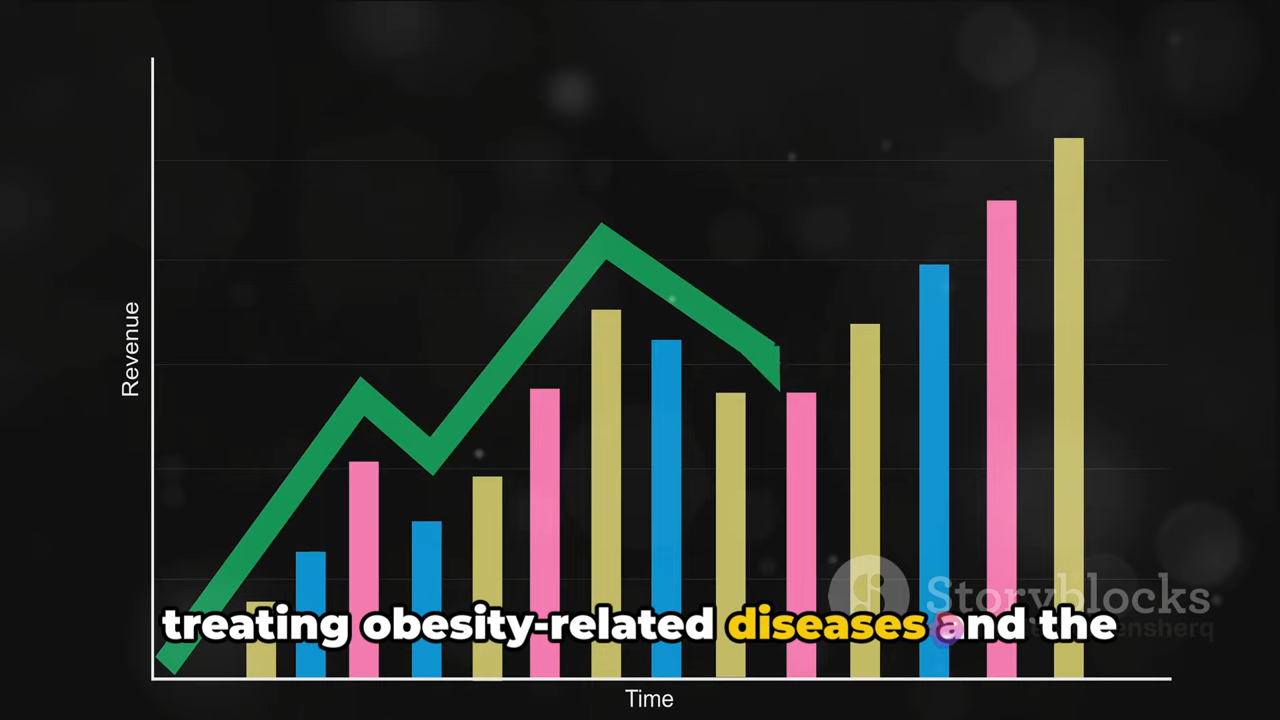 Revenue
Storyblocks
treating obesity-related diseases and the
Time